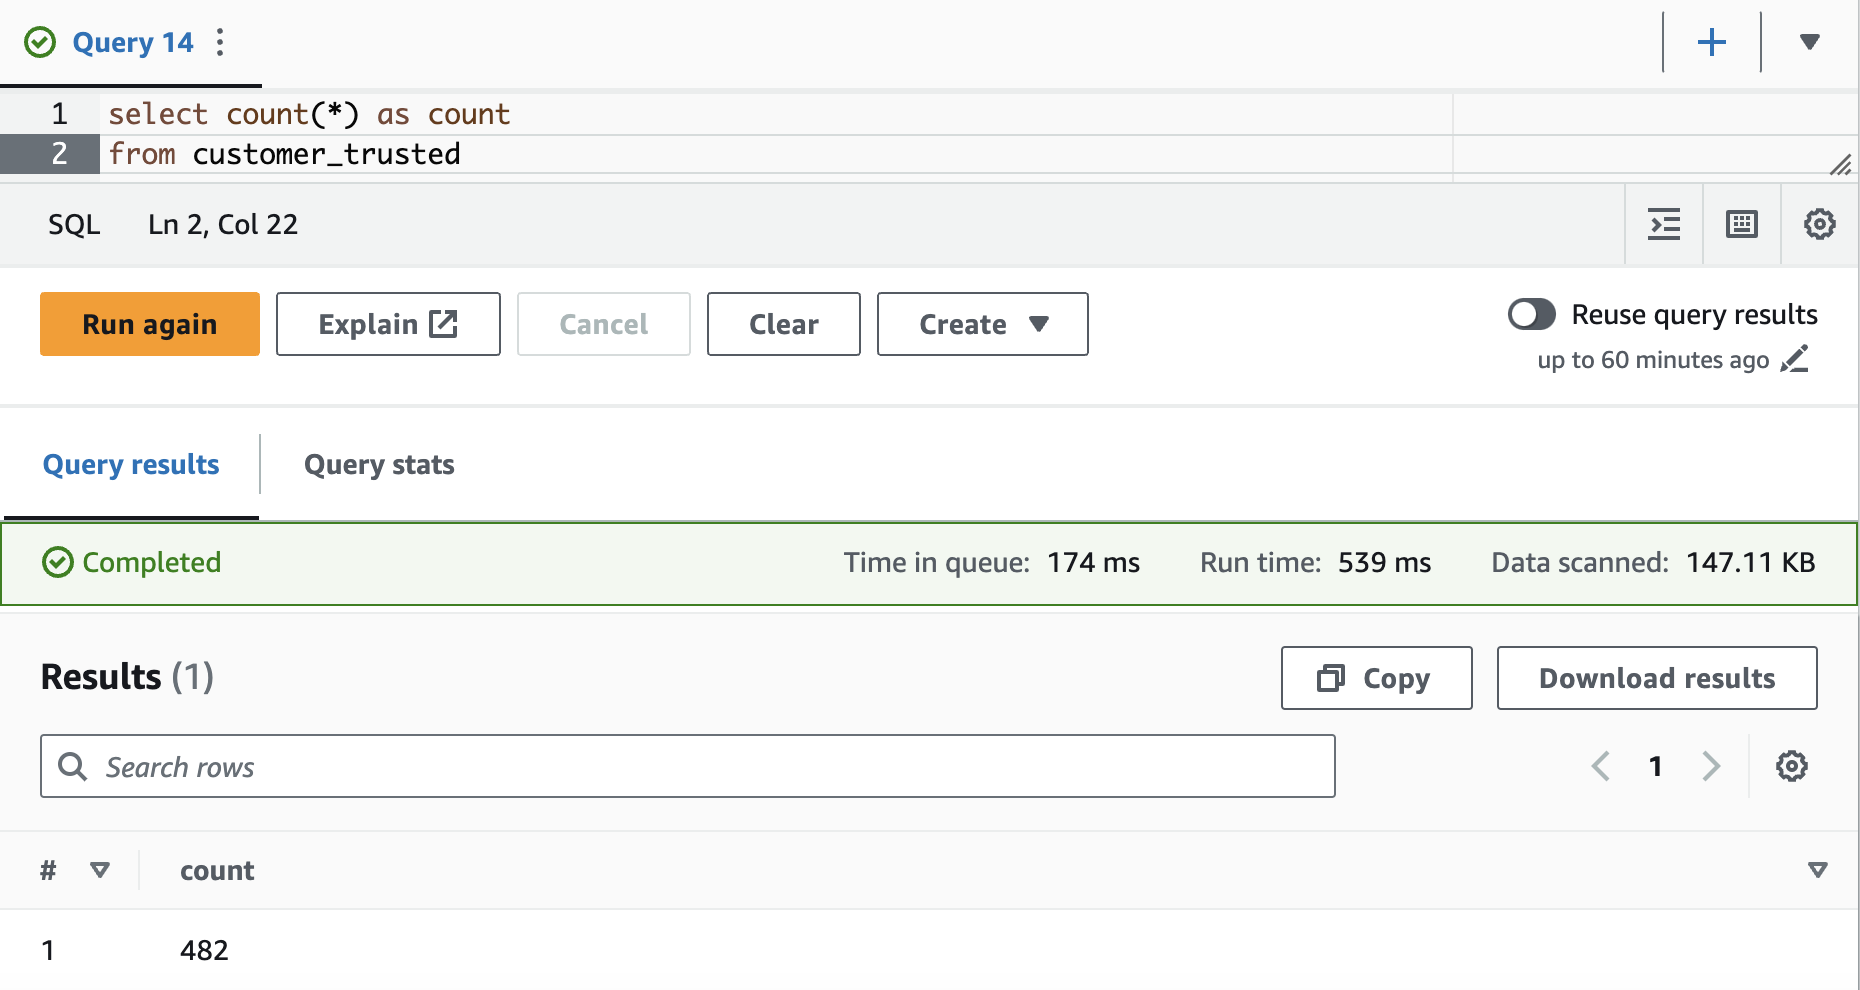 Query 14
1 select count(*) as count
2 from customer_trusted
SQL Ln 2, Col 22
Run again Explain Cancel Clear Create
Reuse query results
up to 60 minutes ago
Query results Query stats
Completed Time in queue: 174 ms Run time: 539 ms Data scanned: 147.11 KB
Results (1) Copy Download results
Search rows 1
# count
1 482